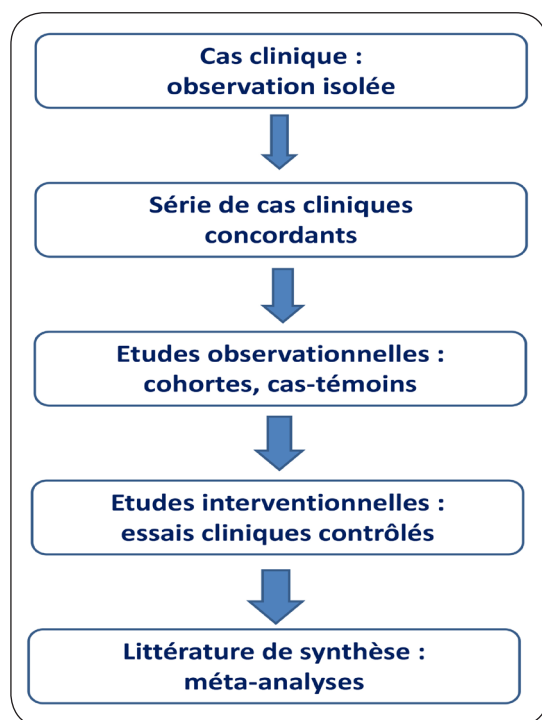 Cas clinique :
observation isolée
Série de cas cliniques
concordants
Etudes observationnelles :
cohortes, cas-témoins
Etudes interventionnelles :
essais cliniques contrôlés
Littérature de synthèse :
méta-analyses